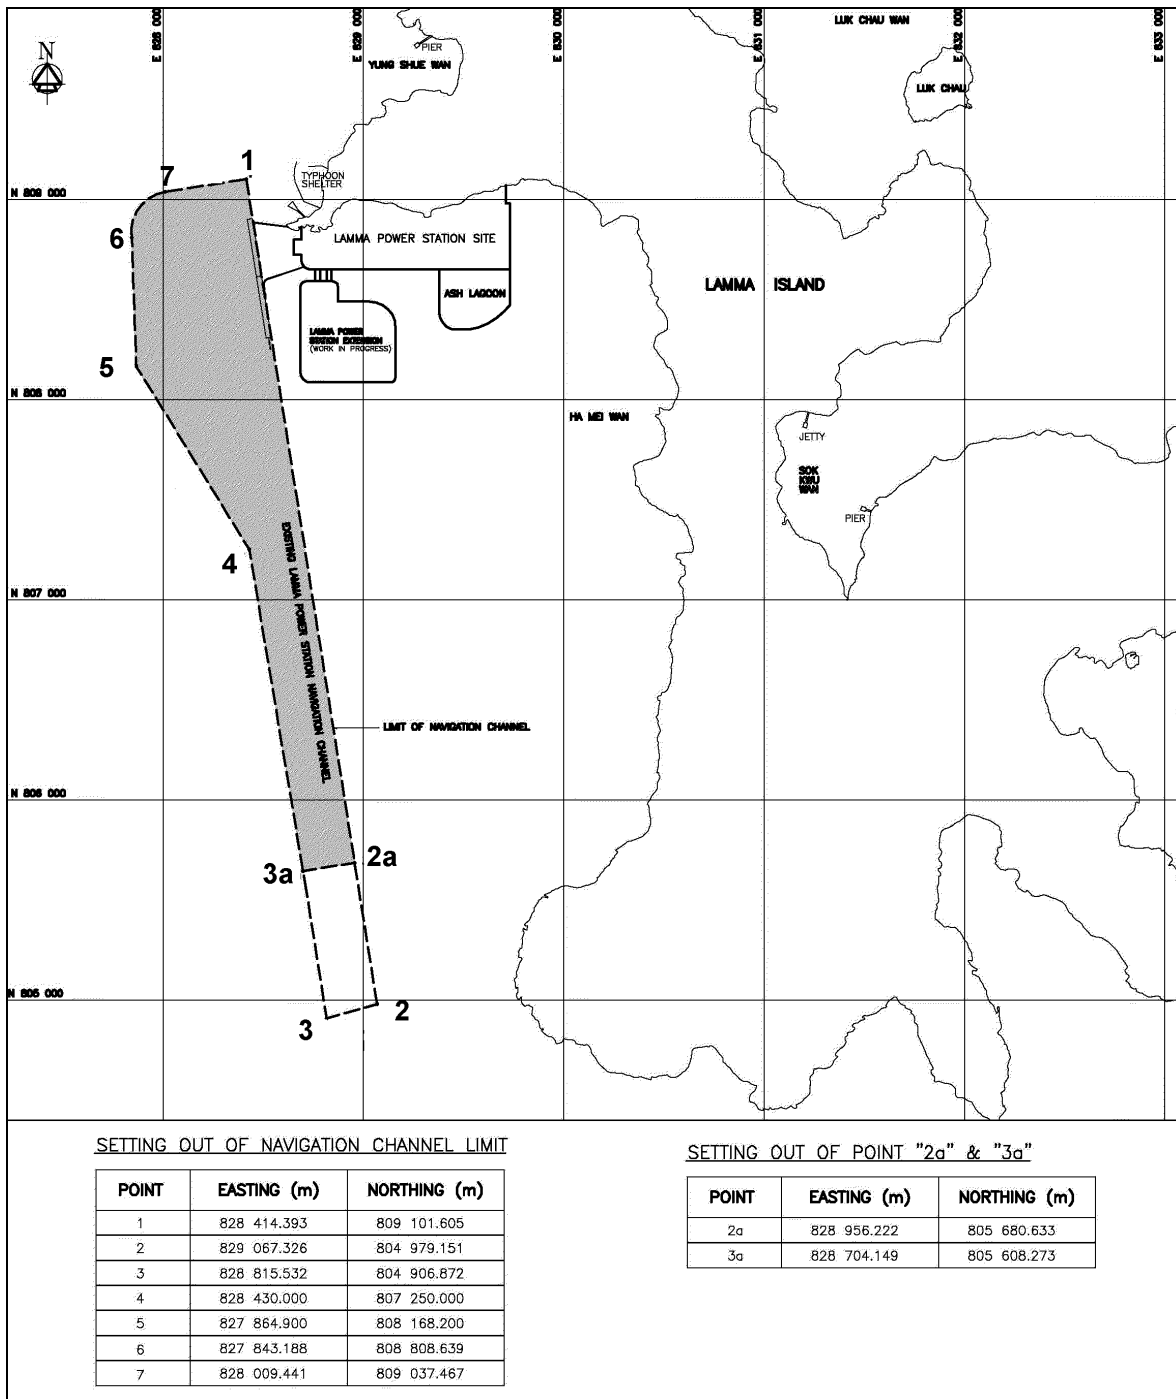 E 828 000
E 829 000
E 830 000
E 831 000
E 832 000
E 833 000
N
LUK CHAU WAN
PIER
YUNG SHUE WAN
LUK CHAU
1
7
TYPHOON
SHELTER
N 809 000
6
LAMMA POWER STATION SITE
LAMMA ISLAND
ASH LAGOON
LAMMA POWER
STATION EXTENSION
(WORK IN PROGRESS)
5
N 808 000
HA MEI WAN
JETTY
SOK
KWU
WAN
PIER
4
EXISTING LAMMA POWER STATION NAVIGATION CHANNEL
N 807 000
LIMIT OF NAVIGATION CHANNEL
N 806 000
2a
3a
N 805 000
2
3
SETTING OUT OF NAVIGATION CHANNEL LIMIT
POINT EASTING (m) NORTHING (m)
1 828 414.393 809 101.605
2 829 067.326 804 979.151
3 828 815.532 804 906.872
4 828 430.000 807 250.000
5 827 864.900 808 168.200
6 827 843.188 808 808.639
7 828 009.441 809 037.467
SETTING OUT OF POINT "2a" & "3a"
POINT EASTING (m) NORTHING (m)
2a 828 956.222 805 680.633
3a 828 704.149 805 608.273